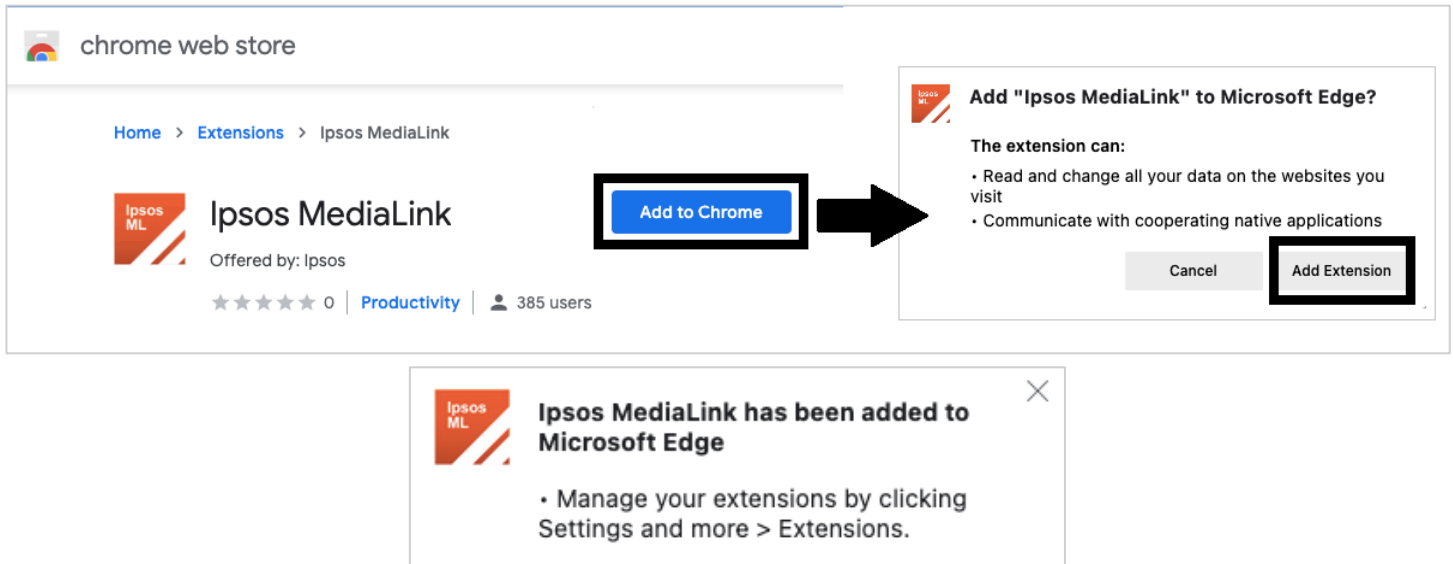 chrome web store
Home > Extensions > Ipsos MediaLink
Ipsos
ML
Ipsos MediaLink
Offered by: Ipsos
0 | Productivity | 385 users
Add to Chrome
Ipsos
ML
Add "Ipsos MediaLink" to Microsoft Edge?
The extension can:
• Read and change all your data on the websites you
visit
• Communicate with cooperating native applications
Cancel
Add Extension
Ipsos
ML
Ipsos MediaLink has been added to
Microsoft Edge
• Manage your extensions by clicking
Settings and more > Extensions.